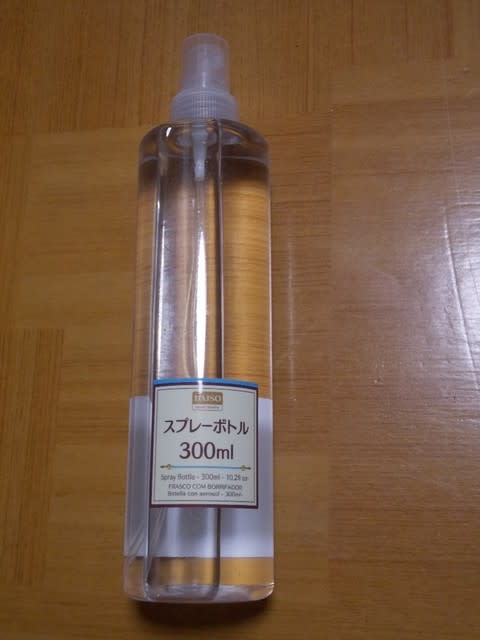 DAISO
スプレーボトル
300ml
Spray Bottle - 300ml - 10.2fl oz-
FRASCO COM BORRIFADOR
Botella con aerosol - 300ml-